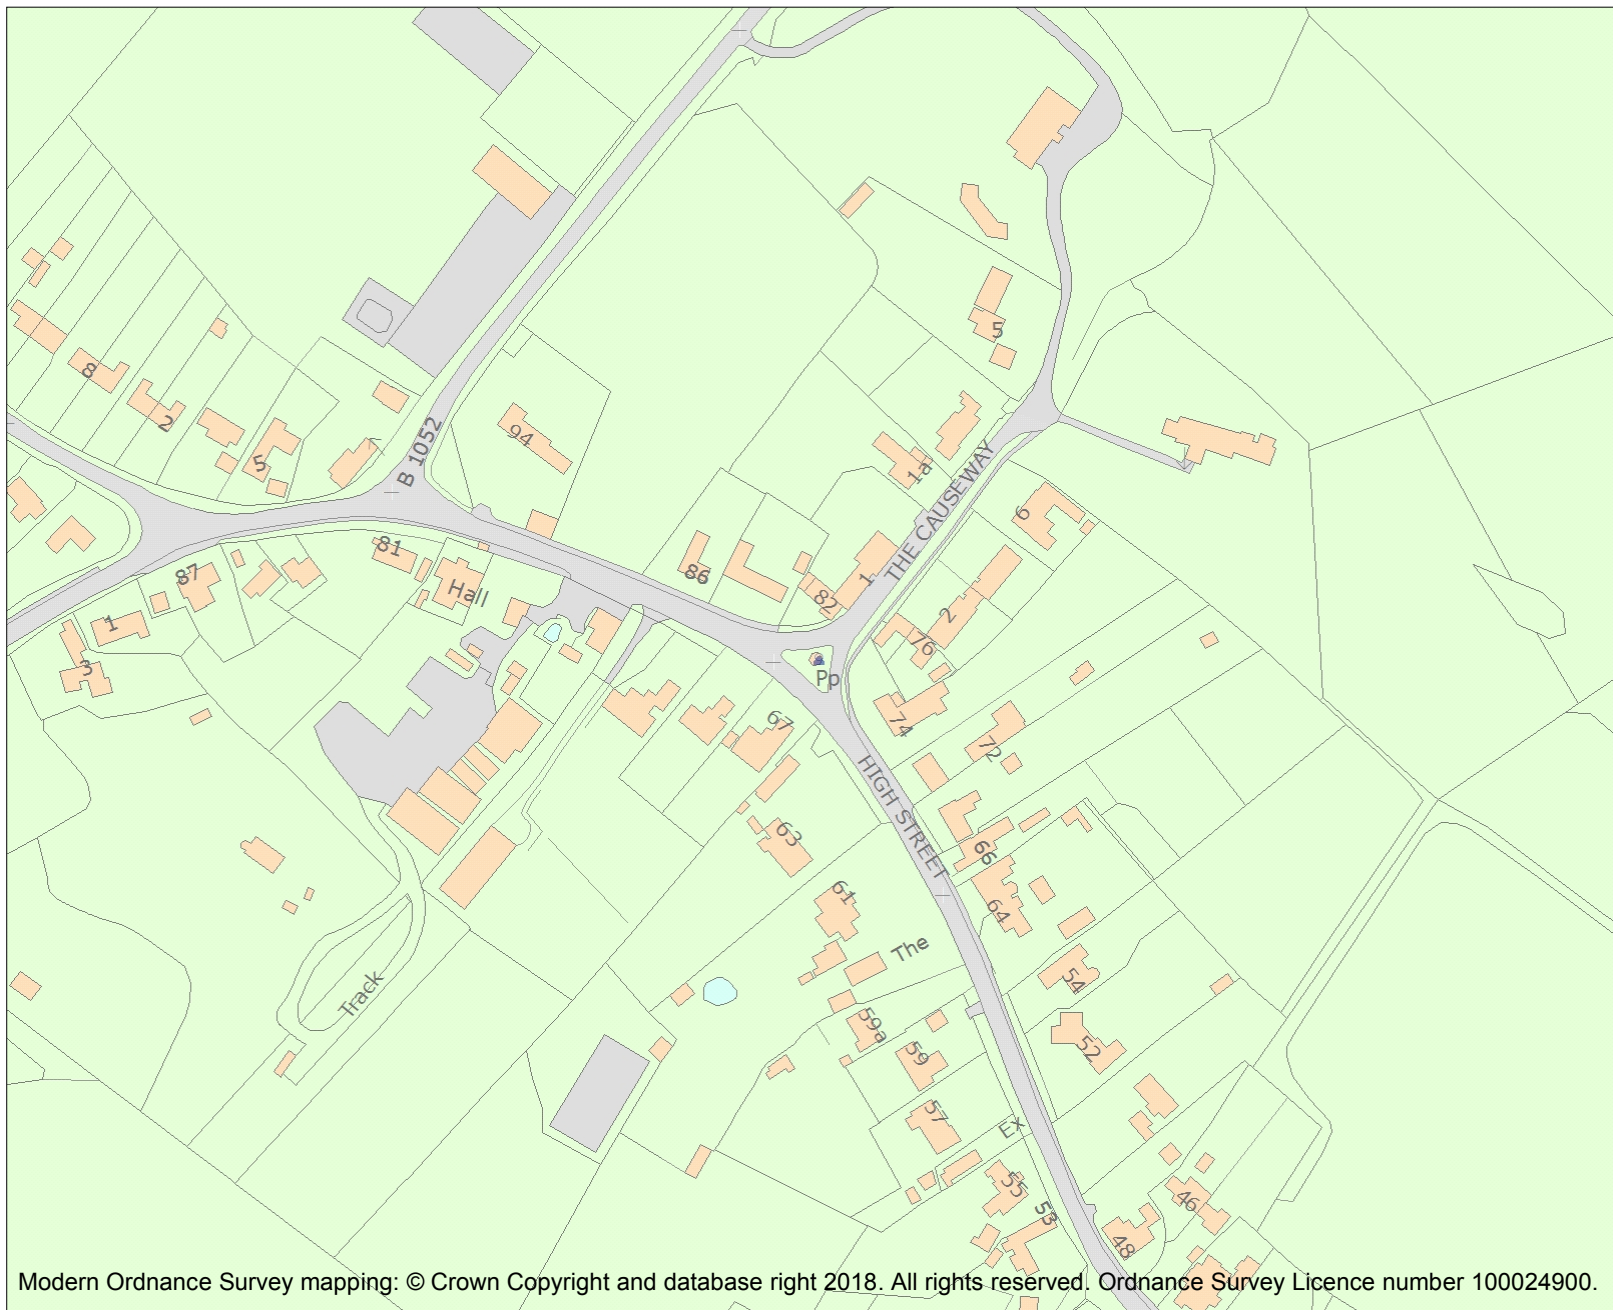 5
8
2
5
B 1052
94
1a
THE CAUSEWAY
6
81
87
Hall
86
82
1
2
76
1
3
Pp
74
67
72
HIGH STREET
63
66
61
64
The
54
Track
59a
59
52
57
Ex
55
53
46
48
Modern Ordnance Survey mapping: © Crown Copyright and database right 2018. All rights reserved. Ordnance Survey Licence number 100024900.